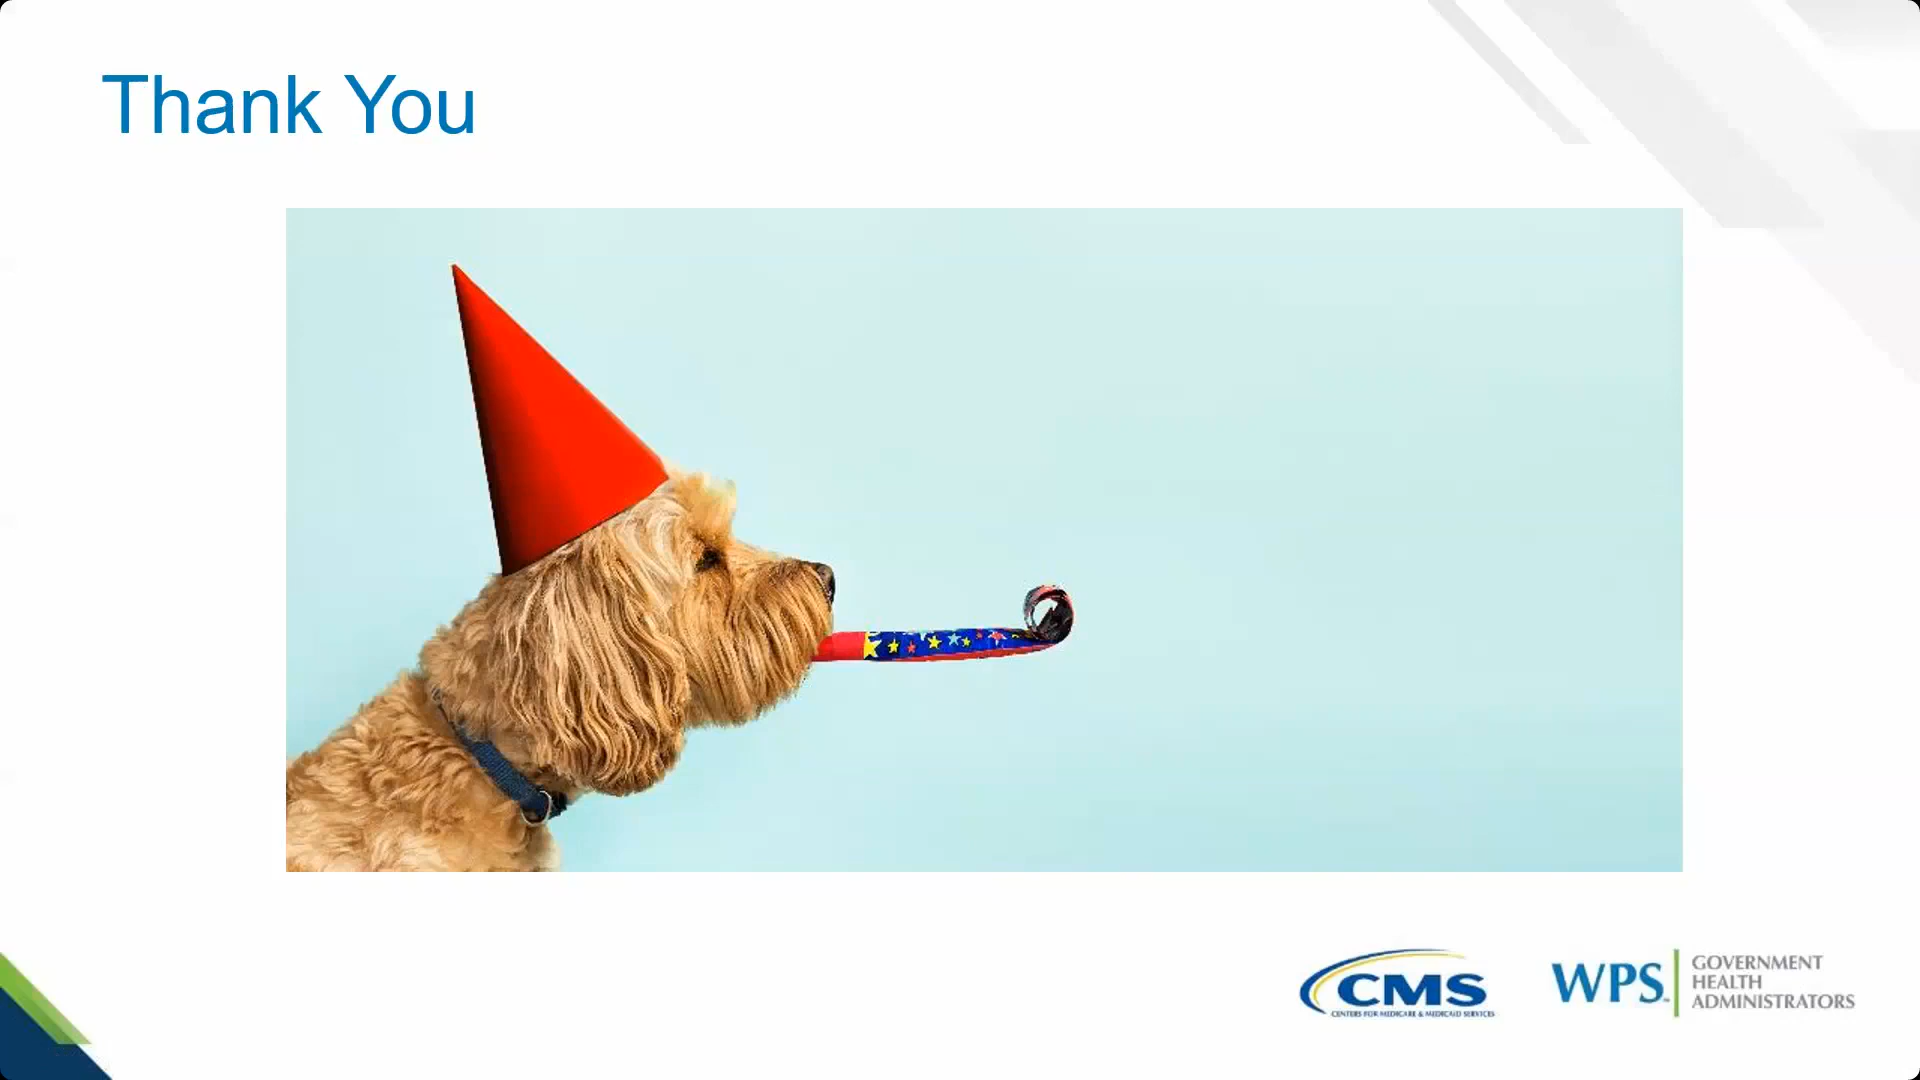 Thank You
CMS
CENTERS FOR MEDICARE & MEDICAID SERVICES
WPS
GOVERNMENT
HEALTH
ADMINISTRATORS